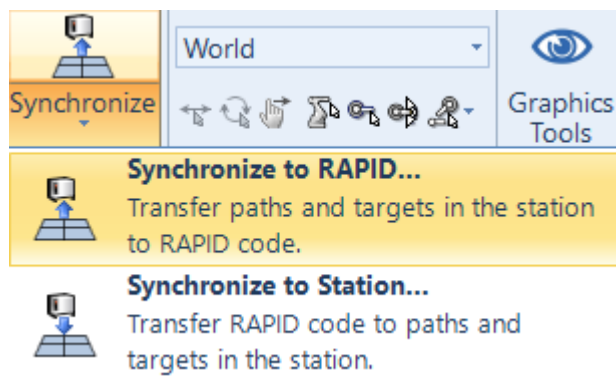 World
Synchronize
Graphics
Tools
Synchronize to RAPID...
Transfer paths and targets in the station
to RAPID code.
Synchronize to Station...
Transfer RAPID code to paths and
targets in the station.